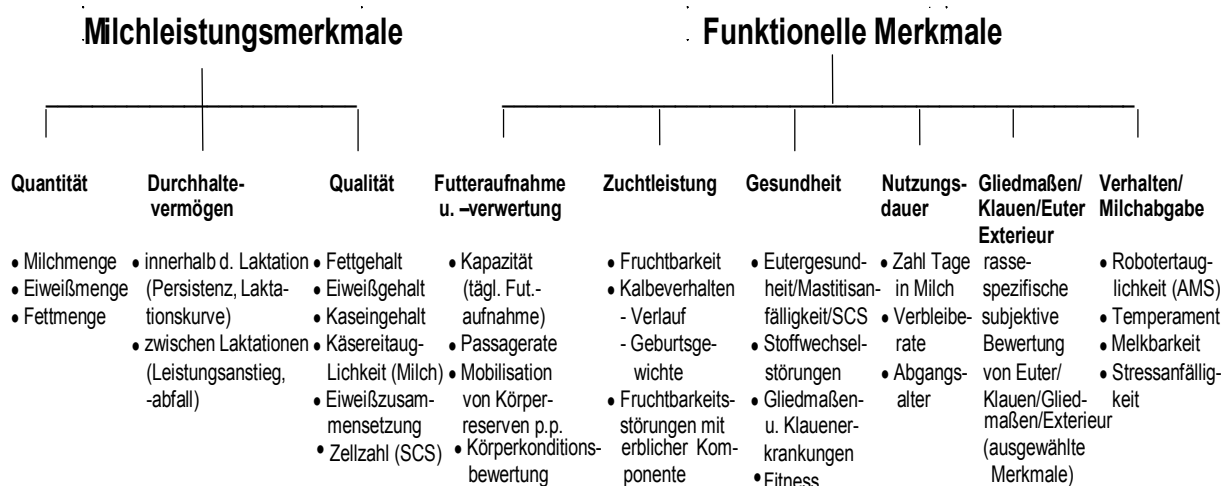 Milchleistungsmerkmale
Funktionelle Merkmale
Quantität
• Milchmenge
• Eiweißmenge
• Fettmenge
Durchhalte-
vermögen
• innerhalb d. Laktation
(Persistenz, Lakta-
tionskurve)
• zwischen Laktationen
(Leistungsanstieg,
-abfall)
Qualität
• Fettgehalt
• Eiweißgehalt
• Kaseingehalt
• Käsereitaug-
Lichkeit (Milch)
• Eiweißzusam-
mensetzung
• Zellzahl (SCS)
Futteraufnahme
u. –verwertung
• Kapazität
(tägl. Fut.-
aufnahme)
• Passagerate
• Mobilisation
von Körper-
reserven p.p.
• Körperkonditions-
bewertung
Zuchtleistung
• Fruchtbarkeit
• Kalbeverhalten
- Verlauf
- Geburtsge-
wichte
• Fruchtbarkeits-
störungen mit
erblicher Kom-
ponente
Gesundheit
• Eutergesund-
heit/Mastitisan-
fälligkeit/SCS
• Stoffwechsel-
störungen
• Gliedmaßen-
u. Klauener-
krankungen
• Fitness
Nutzungs-
dauer
• Zahl Tage
in Milch
• Verbleibe-
rate
• Abgangs-
alter
Gliedmaßen/
Klauen/Euter
Exterieur
rasse-
spezifische
subjektive
Bewertung
von Euter/
Klauen/Glied-
maßen/Exterieur
(ausgewählte
Merkmale)
Verhalten/
Milchabgabe
• Robotertaug-
lichkeit (AMS)
• Temperament
• Melkbarkeit
• Stressanfällig-
keit